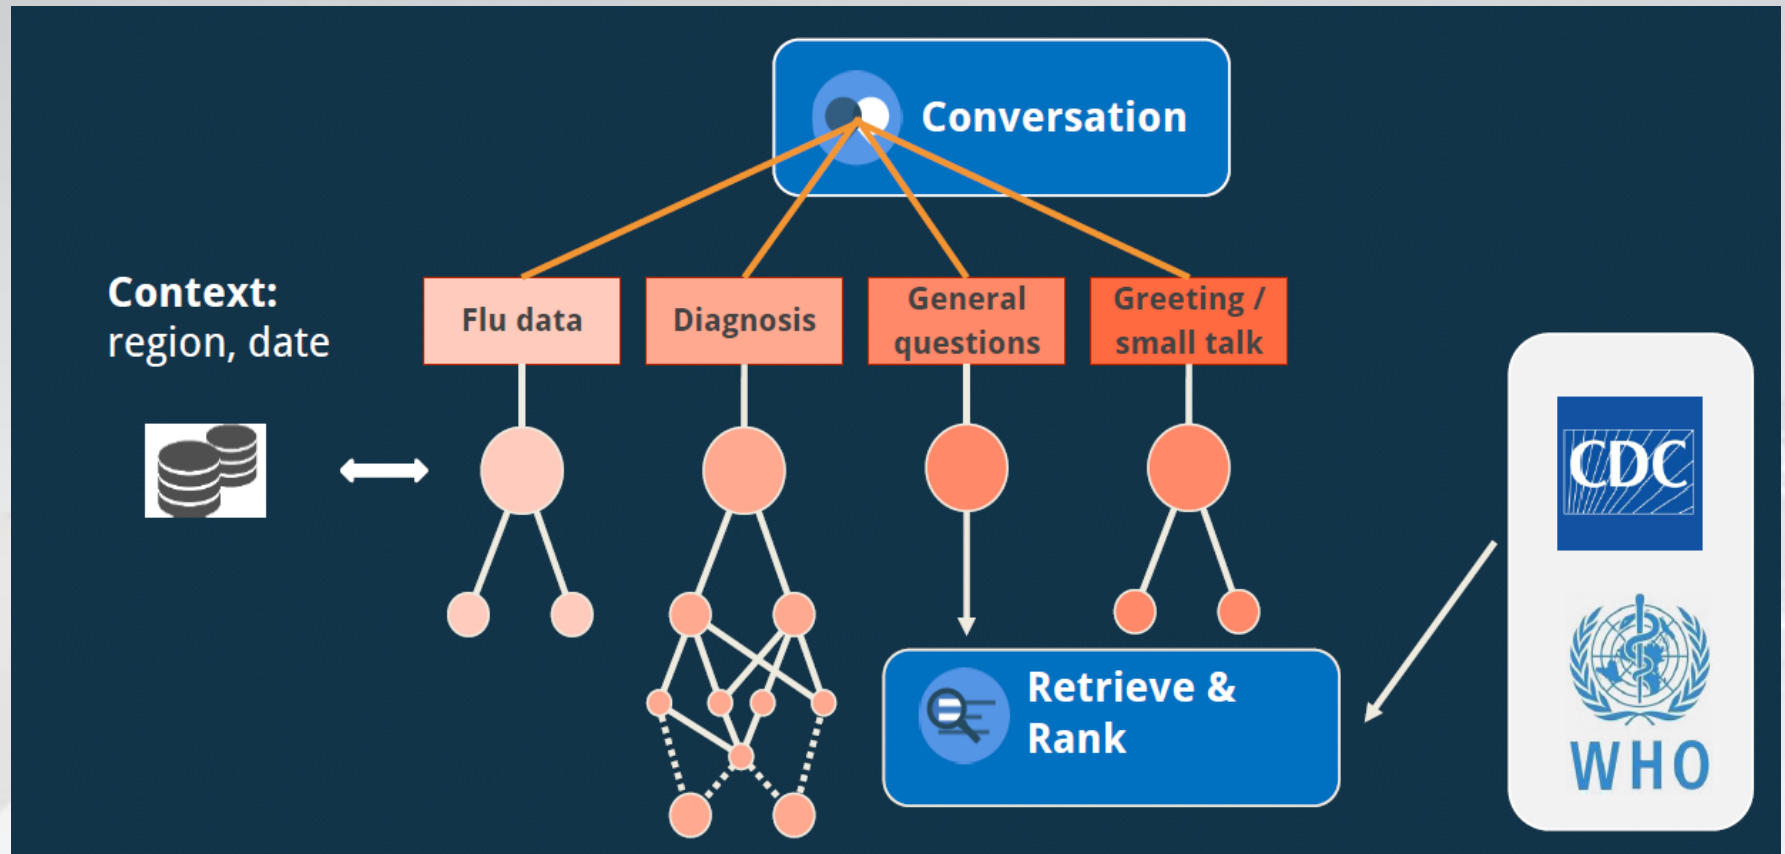 Conversation
Context:
region, date
Flu data
Diagnosis
General
questions
Greeting /
small talk
CDC
Retrieve &
Rank
WHO